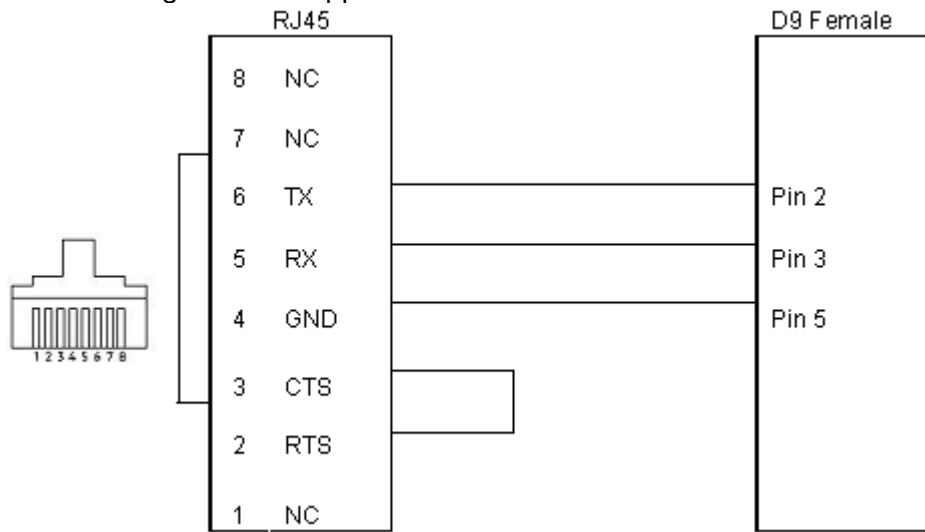 RJ45 D9 Female
8 NC
7 NC
6 TX Pin 2
5 RX Pin 3
4 GND Pin 5
3 CTS
2 RTS
1 NC
12345678